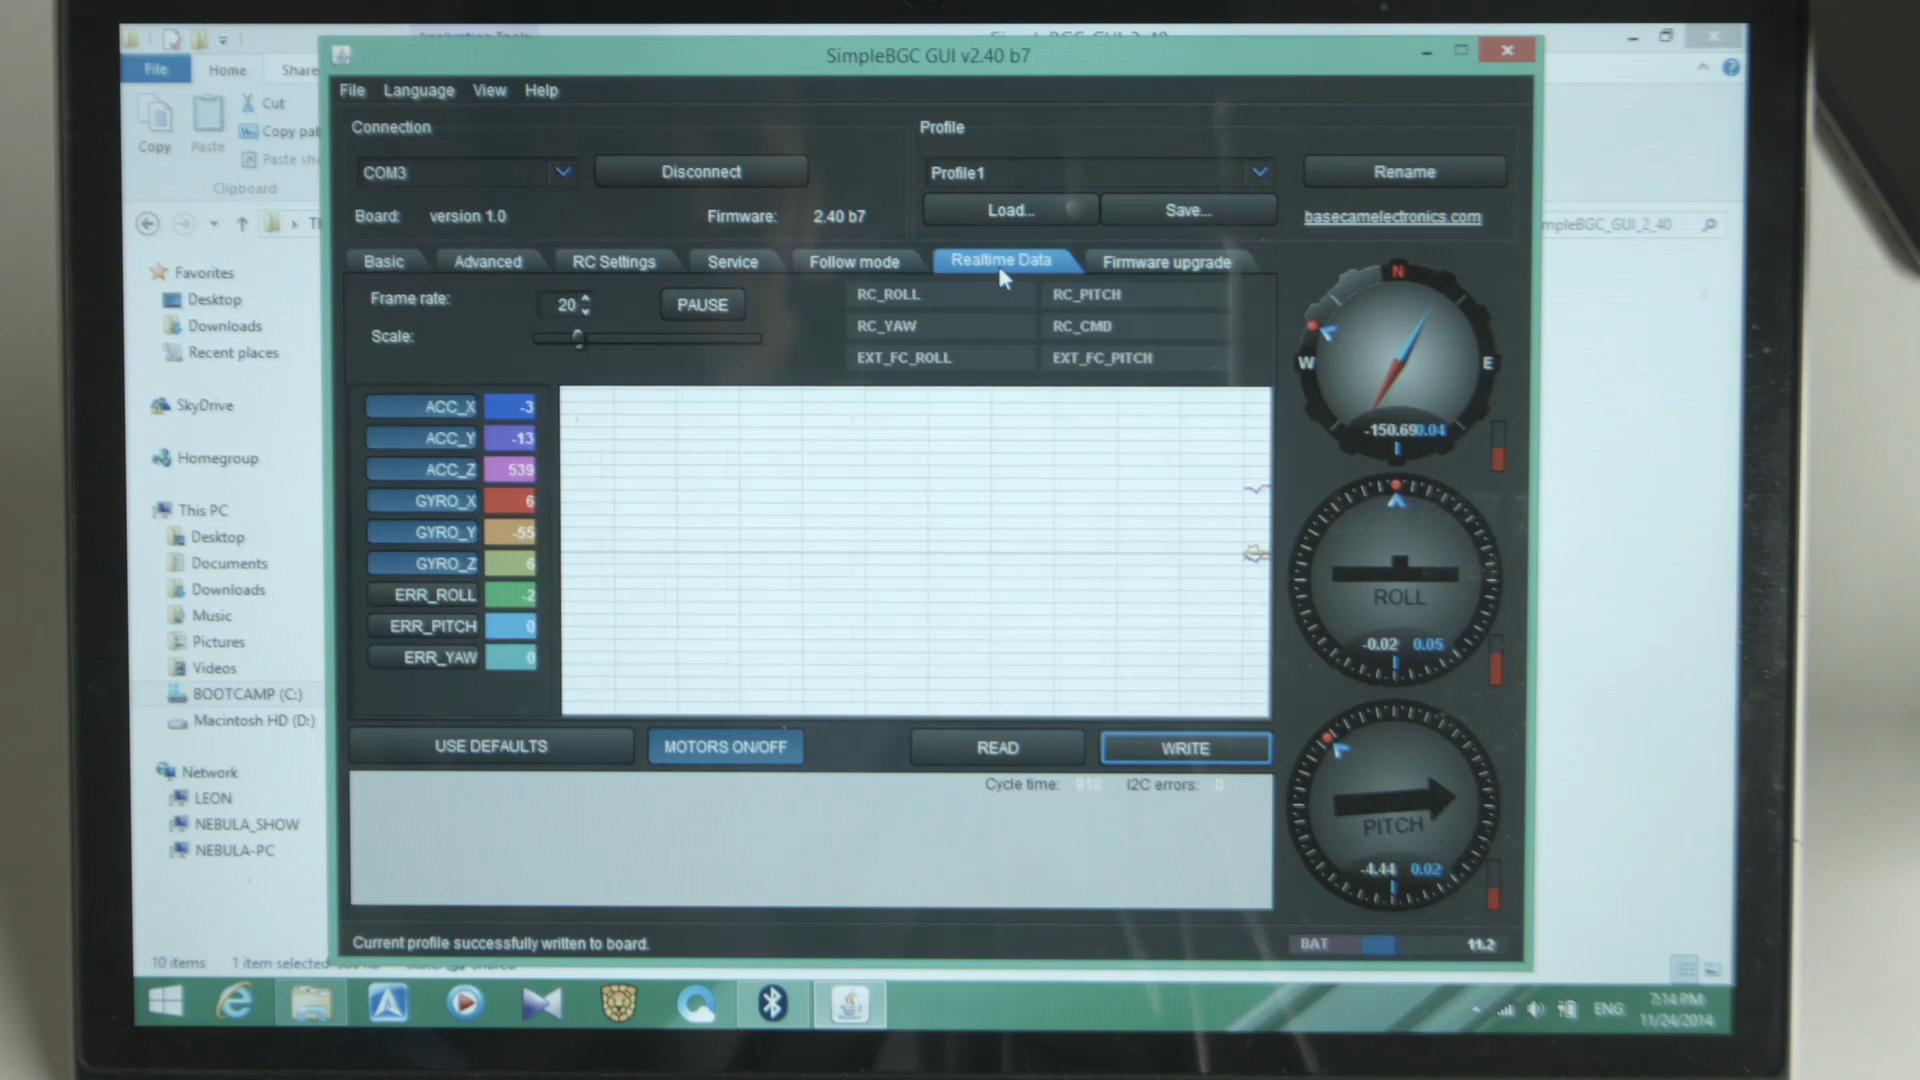 SimpleBGC GUI v2.40 b7
File
Home
Share
File Language View Help
Copy
Paste
Cut
Clipboard
Connection
Profile
COM3
Disconnect
Profile1
Rename
Load...
Save...
Board: version 1.0
Firmware: 2.40 b7
basecamelectronics.com
mpleBGC_GUI_2_40
Basic
Advanced
RC Settings
Service
Follow mode
Realtime Data
Firmware upgrade
Frame rate: 20
PAUSE
Scale:
RC_ROLL
RC_PITCH
RC_YAW
RC_CMD
EXT_FC_ROLL
EXT_FC_PITCH
ACC_X -3
ACC_Y -13
ACC_Z 539
GYRO_X 6
GYRO_Y -55
GYRO_Z 6
ERR_ROLL -2
ERR_PITCH 0
ERR_YAW 0
USE DEFAULTS
MOTORS ON/OFF
READ
WRITE
Cycle time:
I2C errors: 0
N
W
E
-150.69 0.04
ROLL
-0.02 0.05
PITCH
-4.44 0.02
Current profile successfully written to board.
BAT
11.2
Favorites
Desktop
Downloads
Recent places
SkyDrive
Homegroup
This PC
Desktop
Documents
Downloads
Music
Pictures
Videos
BOOTCAMP (C:)
Macintosh HD (D:)
Network
LEON
NEBULA_SHOW
NEBULA-PC
10 items
1 item selected
ENG
7:14 PM
11/24/2014